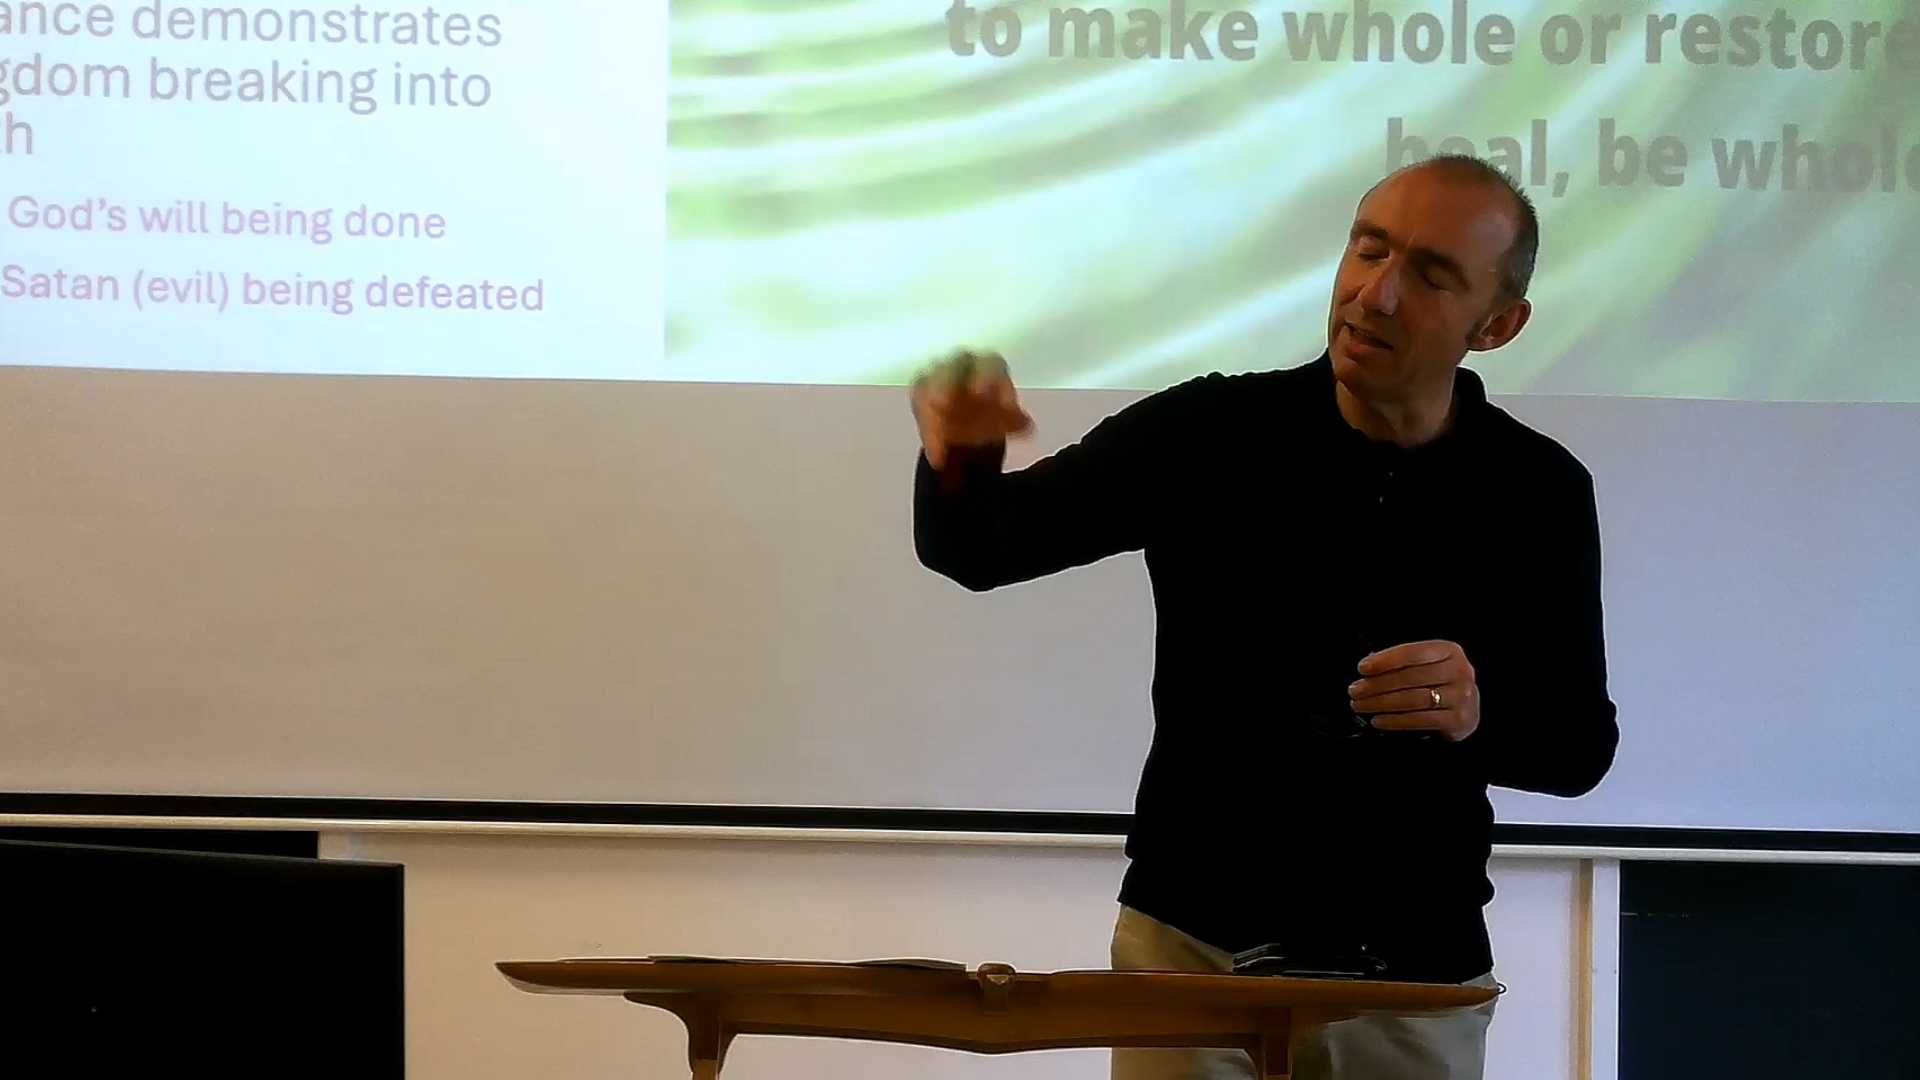 ance demonstrates
gdom breaking into
h
God's will being done
Satan (evil) being defeated
to make whole or restore
heal, be whole